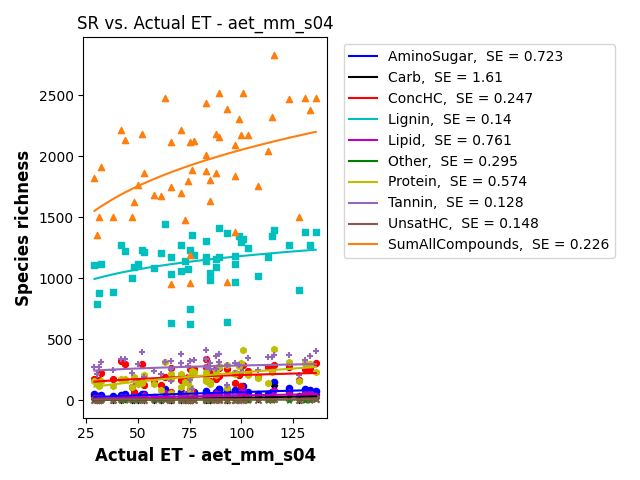 SR vs. Actual ET - aet_mm_s04
Species richness
2500
2000
1500
1000
500
0
25
50
75
100
125
Actual ET - aet_mm_s04
AminoSugar,  SE = 0.723
Carb,  SE = 1.61
ConcHC,  SE = 0.247
Lignin,  SE = 0.14
Lipid,  SE = 0.761
Other,  SE = 0.295
Protein,  SE = 0.574
Tannin,  SE = 0.128
UnsatHC,  SE = 0.148
SumAllCompounds,  SE = 0.226